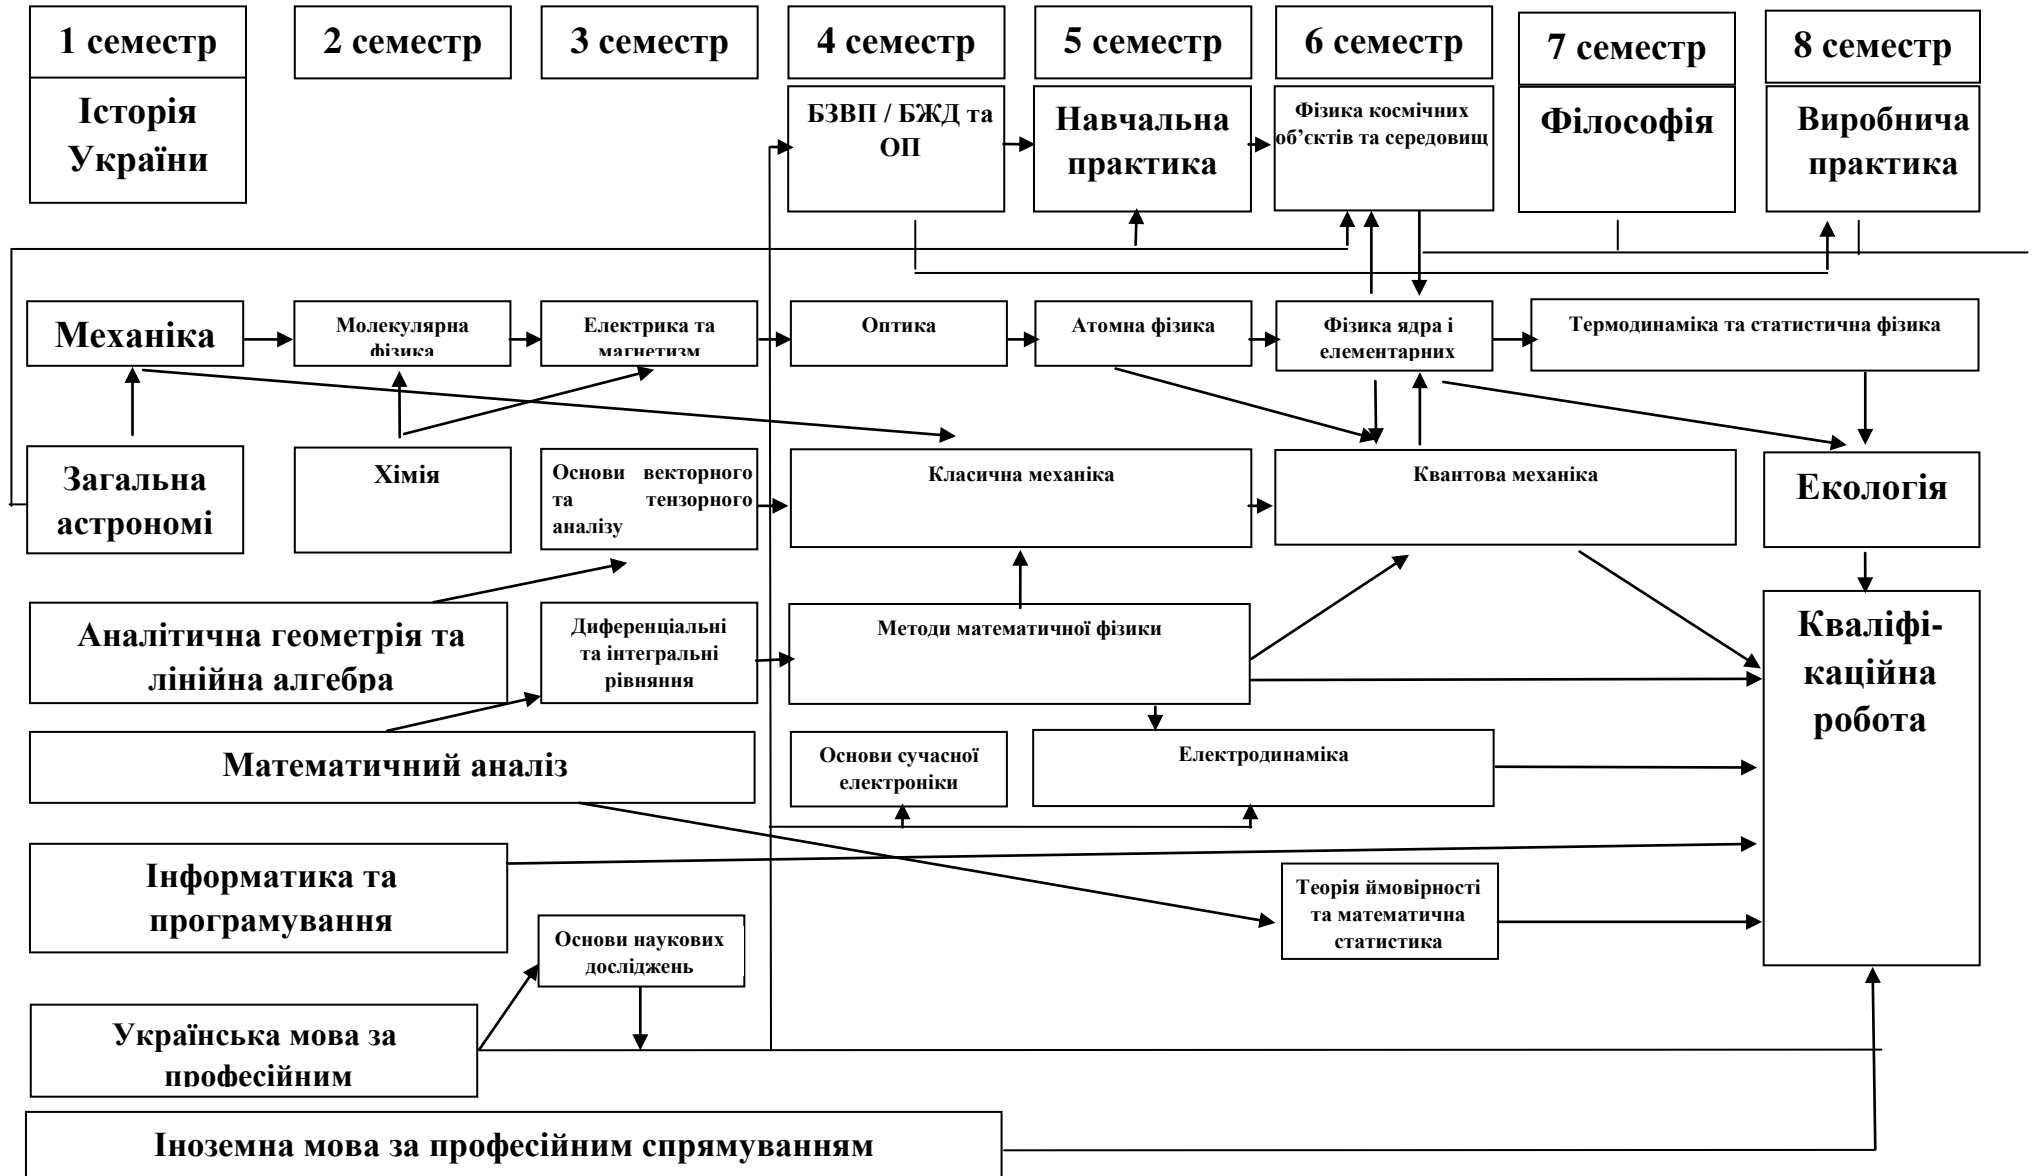 1 семестр
2 семестр
3 семестр
4 семестр
5 семестр
6 семестр
7 семестр
8 семестр
Історія
України
БЗВП / БЖД та
ОП
Навчальна
практика
Фізика космічних
об’єктів та середовищ
Філософія
Виробнича
практика
Механіка
Молекулярна
фізика
Електрика та
магнетизм
Оптика
Атомна фізика
Фізика ядра і
елементарних
Термодинаміка та статистична фізика
Загальна
астрономі
Хімія
Основи векторного
та тензорного
аналізу
Класична механіка
Квантова механіка
Екологія
Аналітична геометрія та
лінійна алгебра
Диференціальні
та інтегральні
рівняння
Методи математичної фізики
Кваліфі-
каційна
робота
Математичний аналіз
Основи сучасної
електроніки
Електродинаміка
Інформатика та
програмування
Теорія ймовірності
та математична
статистика
Основи наукових
досліджень
Українська мова за
професійним
Іноземна мова за професійним спрямуванням